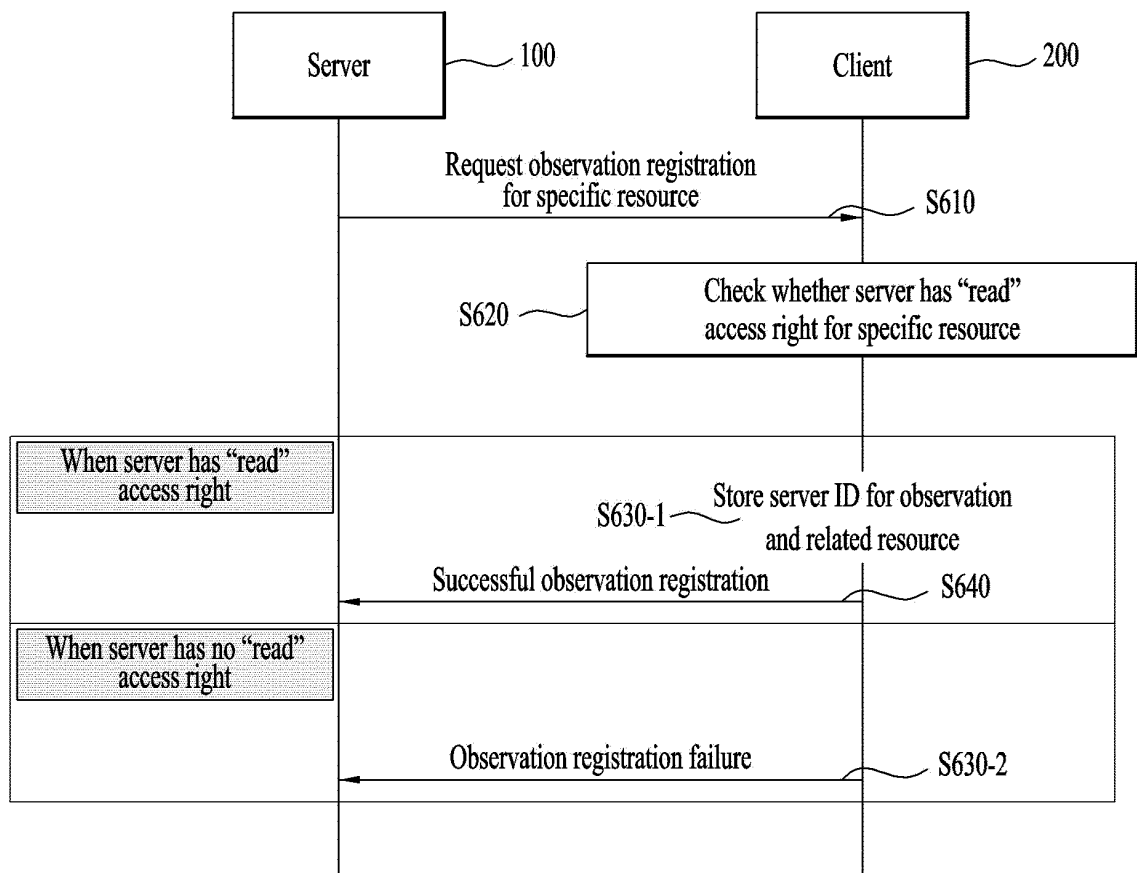 Server
100
Client
200
Request observation registration
for specific resource
S610
S620
Check whether server has “read”
access right for specific resource
When server has “read”
access right
S630-1
Store server ID for observation
and related resource
Successful observation registration
S640
When server has no “read”
access right
Observation registration failure
S630-2